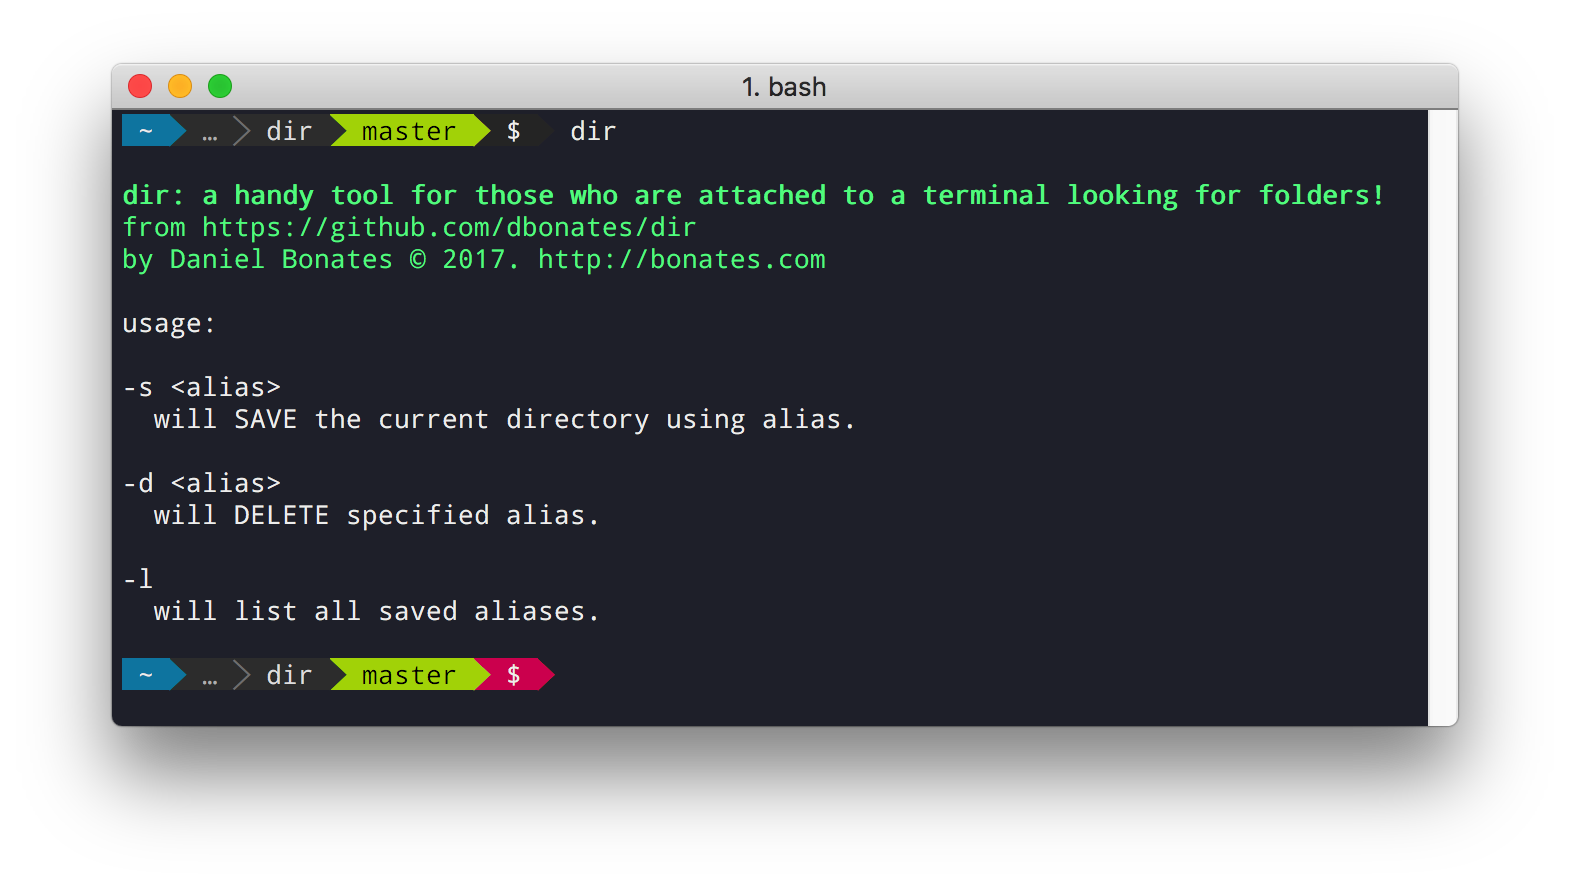 1. bash
~ … dir master $ dir
dir: a handy tool for those who are attached to a terminal looking for folders!
from https://github.com/dbonates/dir
by Daniel Bonates © 2017. http://bonates.com
usage:
-s <alias>
will SAVE the current directory using alias.
-d <alias>
will DELETE specified alias.
-l
will list all saved aliases.
~ … dir master $